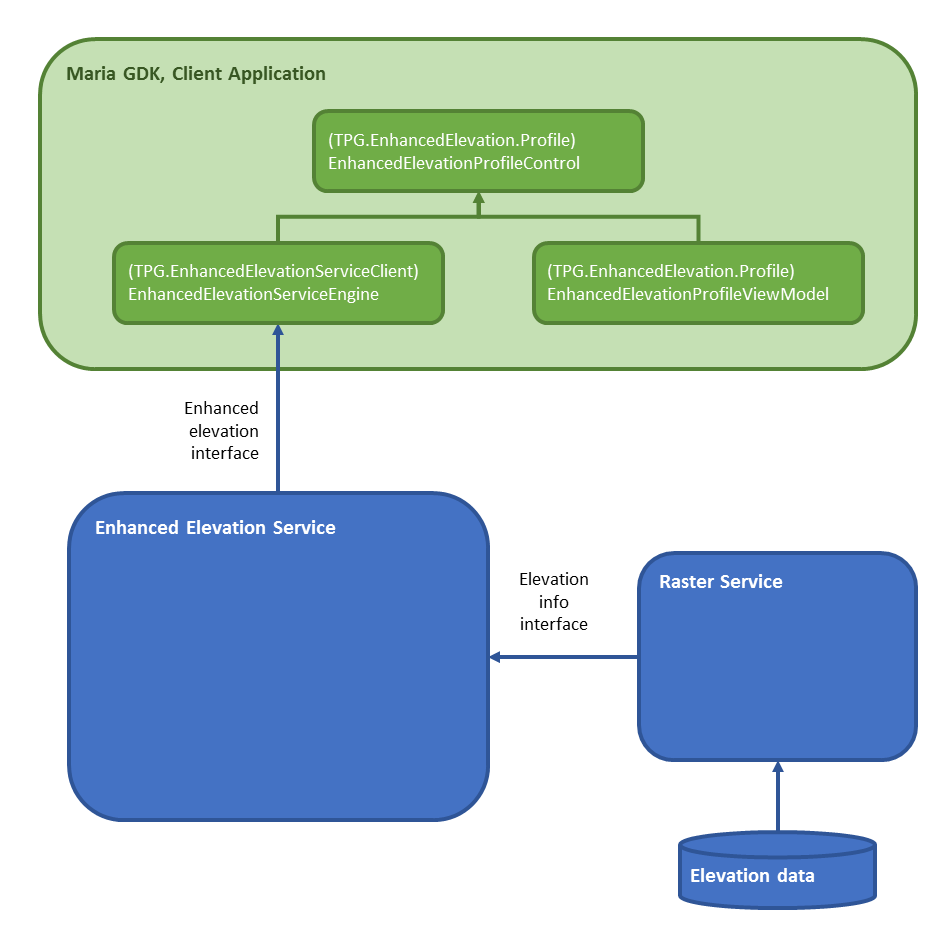 Maria GDK, Client Application
(TPG.EnhancedElevation.Profile)
EnhancedElevationProfileControl
(TPG.EnhancedElevationServiceClient)
EnhancedElevationServiceEngine
(TPG.EnhancedElevation.Profile)
EnhancedElevationProfileViewModel
Enhanced
elevation
interface
Enhanced Elevation Service
Elevation
info
interface
Raster Service
Elevation data